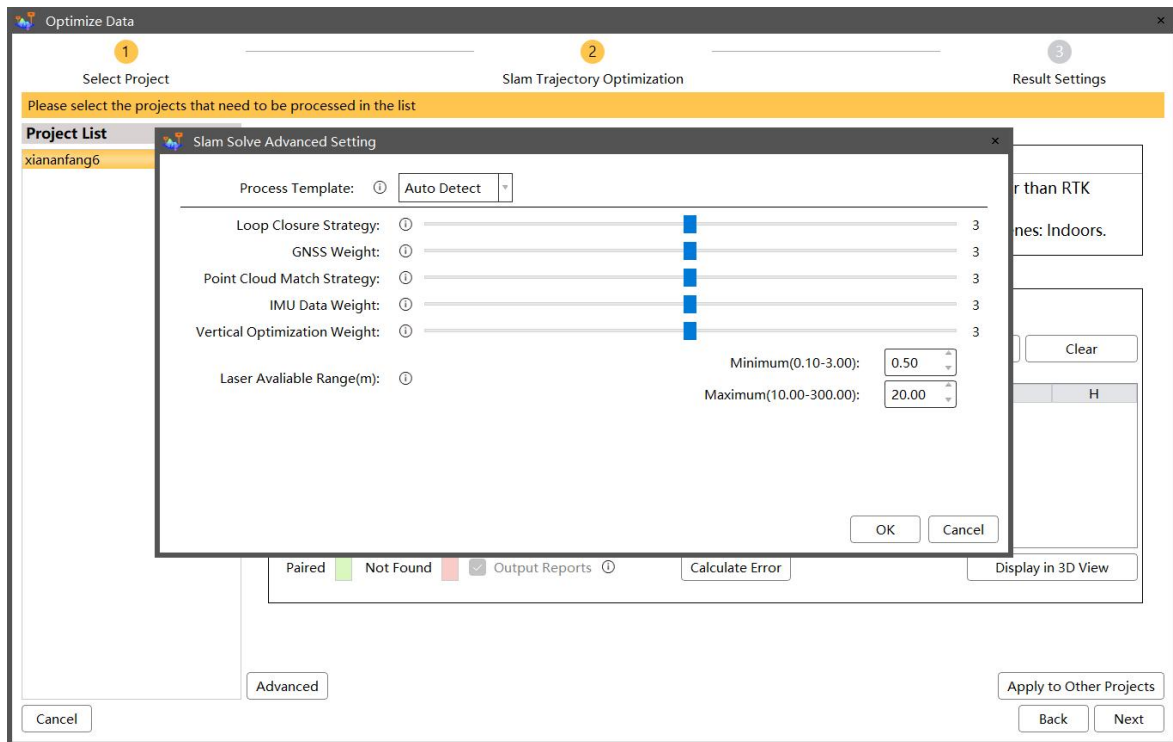 Optimize Data
1
2
3
Select Project
Slam Trajectory Optimization
Result Settings
Please select the projects that need to be processed in the list
Project List
xiananfang6
Slam Solve Advanced Setting
Process Template:
Auto Detect
Loop Closure Strategy:
3
GNSS Weight:
3
Point Cloud Match Strategy:
3
IMU Data Weight:
3
Vertical Optimization Weight:
3
Laser Avaliable Range(m):
Minimum(0.10-3.00):
0.50
Maximum(10.00-300.00):
20.00
OK
Cancel
than RTK
Indoors.
Clear
H
Paired
Not Found
Output Reports
Calculate Error
Display in 3D View
Advanced
Apply to Other Projects
Cancel
Back
Next